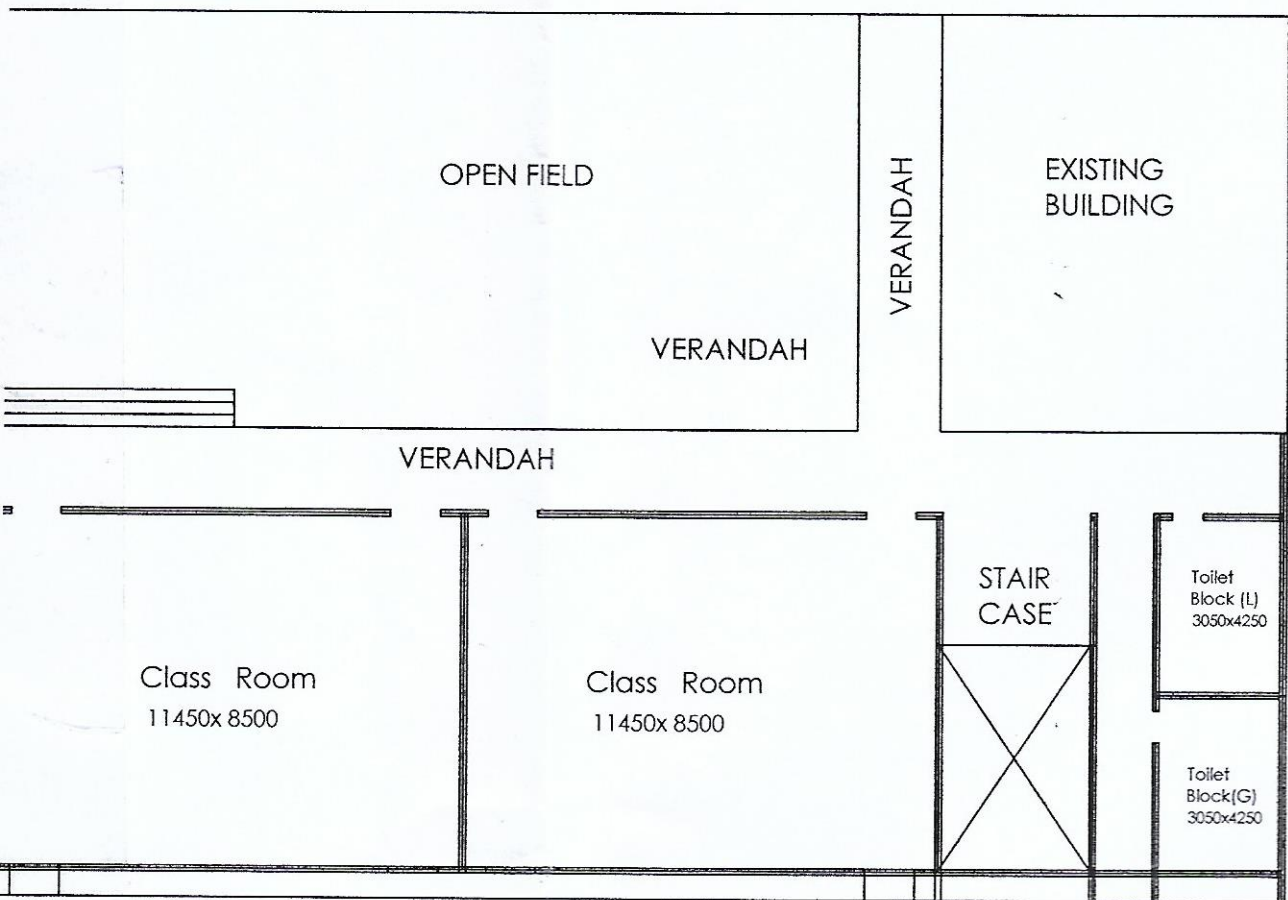 OPEN FIELD
VERANDAH
EXISTING
BUILDING
VERANDAH
VERANDAH
STAIR
CASE
Toilet
Block (L)
3050x4250
Class Room
11450x 8500
Class Room
11450x 8500
Toilet
Block(G)
3050x4250